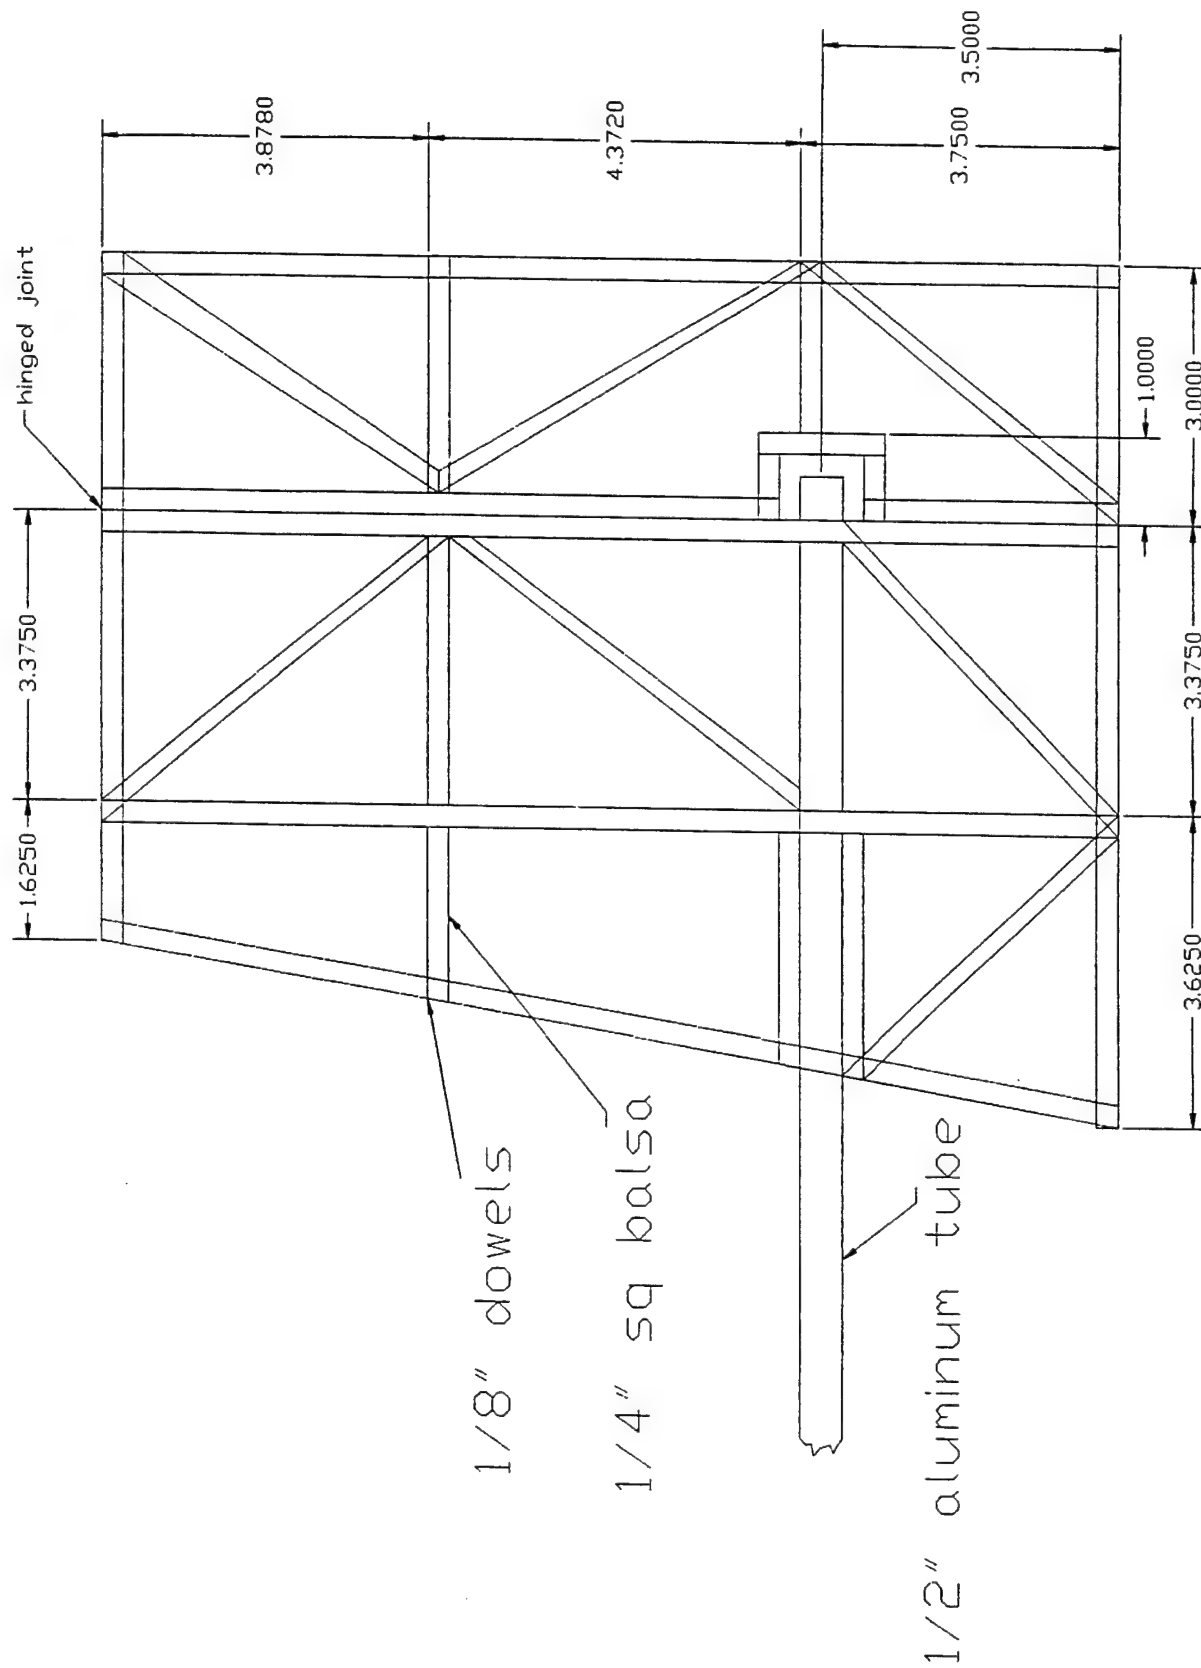 hinged joint
3.8780
4.3720
3.7500
3.5000
3.3750
1.6250
1.0000
3.0000
3.3750
3.6250
1/8" dowels
1/4" sq balsa
1/2" aluminum tube